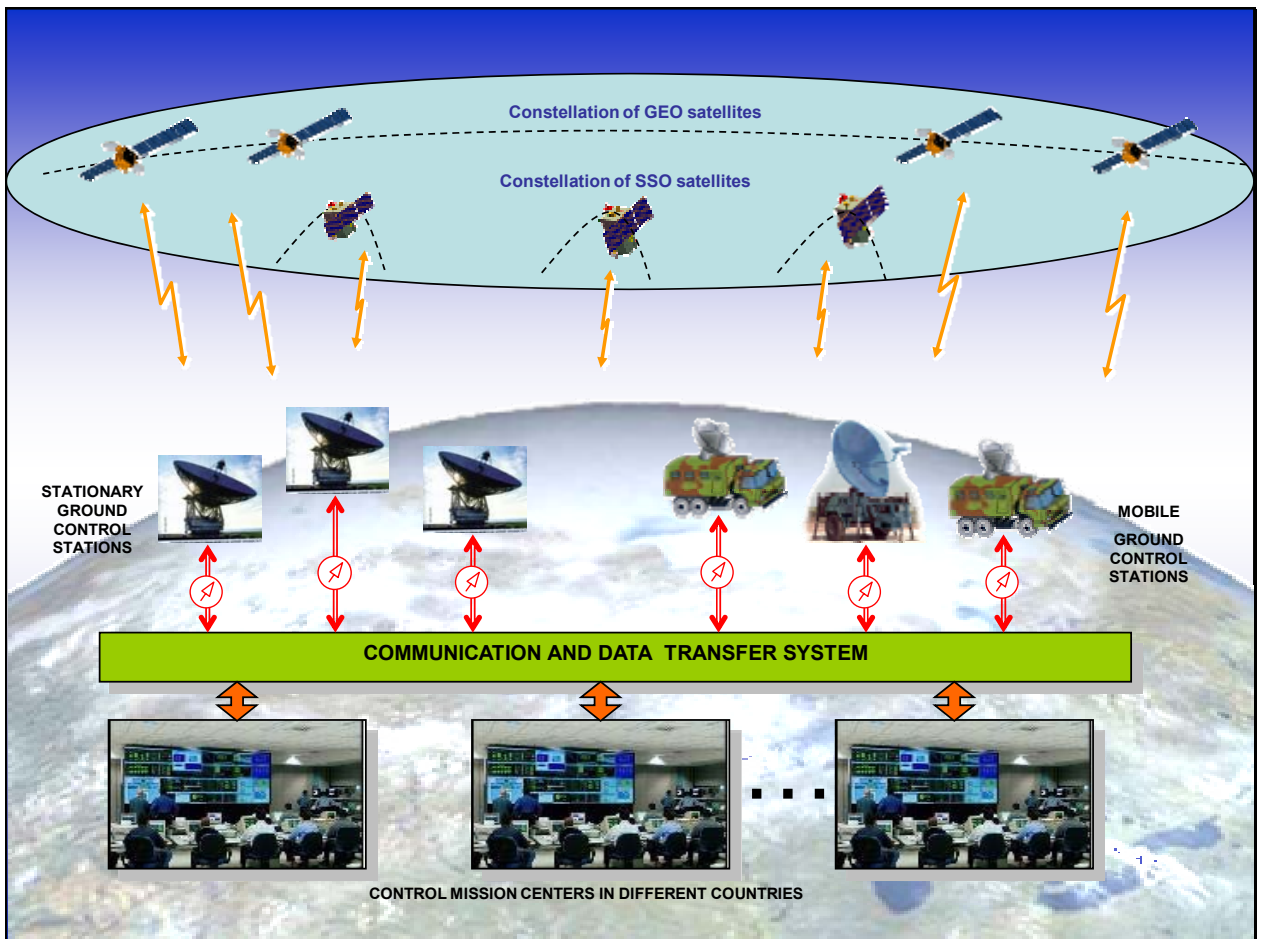 Constellation of GEO satellites
Constellation of SSO satellites
STATIONARY
GROUND
CONTROL
STATIONS
MOBILE
GROUND
CONTROL
STATIONS
COMMUNICATION AND DATA TRANSFER SYSTEM
CONTROL MISSION CENTERS IN DIFFERENT COUNTRIES